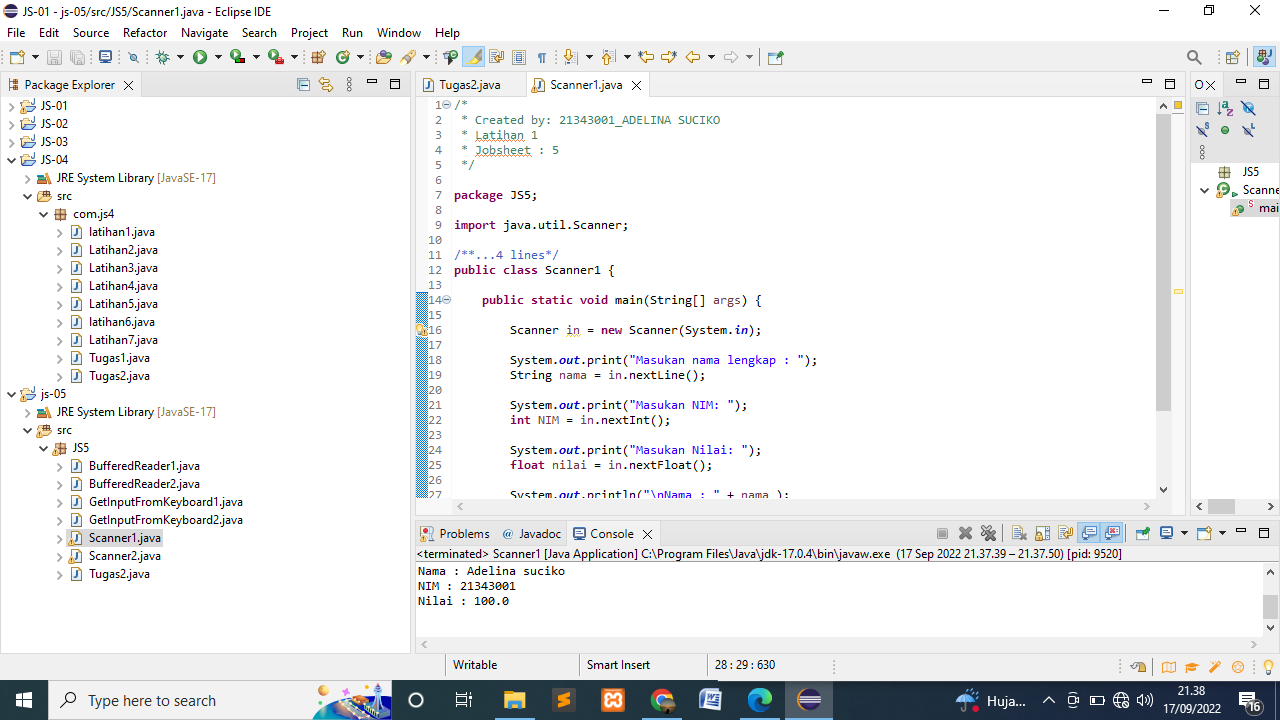 JS-01 - js-05/src/JS5/Scanner1.java - Eclipse IDE
File Edit Source Refactor Navigate Search Project Run Window Help
Package Explorer
JS-01
JS-02
JS-03
JS-04
JRE System Library [JavaSE-17]
src
com.js4
latihan1.java
Latihan2.java
Latihan3.java
Latihan4.java
Latihan5.java
latihan6.java
Latihan7.java
Tugas1.java
Tugas2.java
js-05
JRE System Library [JavaSE-17]
src
JS5
BufferedReader1.java
BufferedReader2.java
GetInputFromKeyboard1.java
GetInputFromKeyboard2.java
Scanner1.java
Scanner2.java
Tugas2.java
Tugas2.java Scanner1.java
1 /*
2 * Created by: 21343001_ADELINA SUCIKO
3 * Latihan 1
4 * Jobsheet : 5
5 */
6
7 package JS5;
8
9 import java.util.Scanner;
10
11 /**...4 lines*/
12 public class Scanner1 {
13
14 public static void main(String[] args) {
15
16 Scanner in = new Scanner(System.in);
17
18 System.out.print("Masukan nama lengkap : ");
19 String nama = in.nextLine();
20
21 System.out.print("Masukan NIM: ");
22 int NIM = in.nextInt();
23
24 System.out.print("Masukan Nilai: ");
25 float nilai = in.nextFloat();
26
27 System.out.println("\nNama : " + nama );
O
JS5
Scanne
S
mai
Problems @ Javadoc Console
<terminated> Scanner1 [Java Application] C:\Program Files\Java\jdk-17.0.4\bin\javaw.exe (17 Sep 2022 21.37.39 – 21.37.50) [pid: 9520]
Nama : Adelina suciko
NIM : 21343001
Nilai : 100.0
Writable Smart Insert 28 : 29 : 630
Type here to search
Huja...
21.38
17/09/2022
16